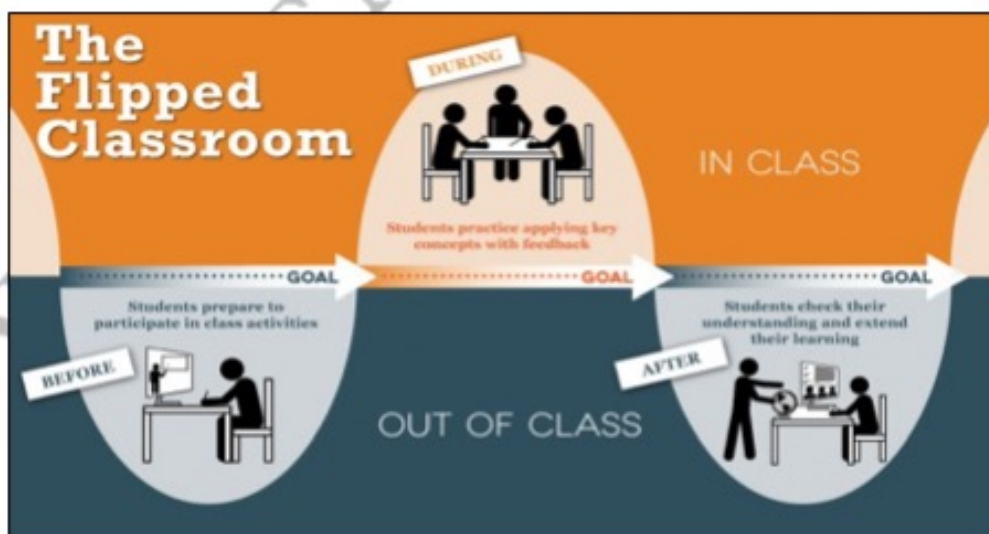 The
Flipped
Classroom
DURING
IN CLASS
Students practice applying key
concepts with feedback
GOAL
GOAL
GOAL
Students prepare to
participate in class activities
BEFORE
Students check their
understanding and extend
their learning
AFTER
OUT OF CLASS